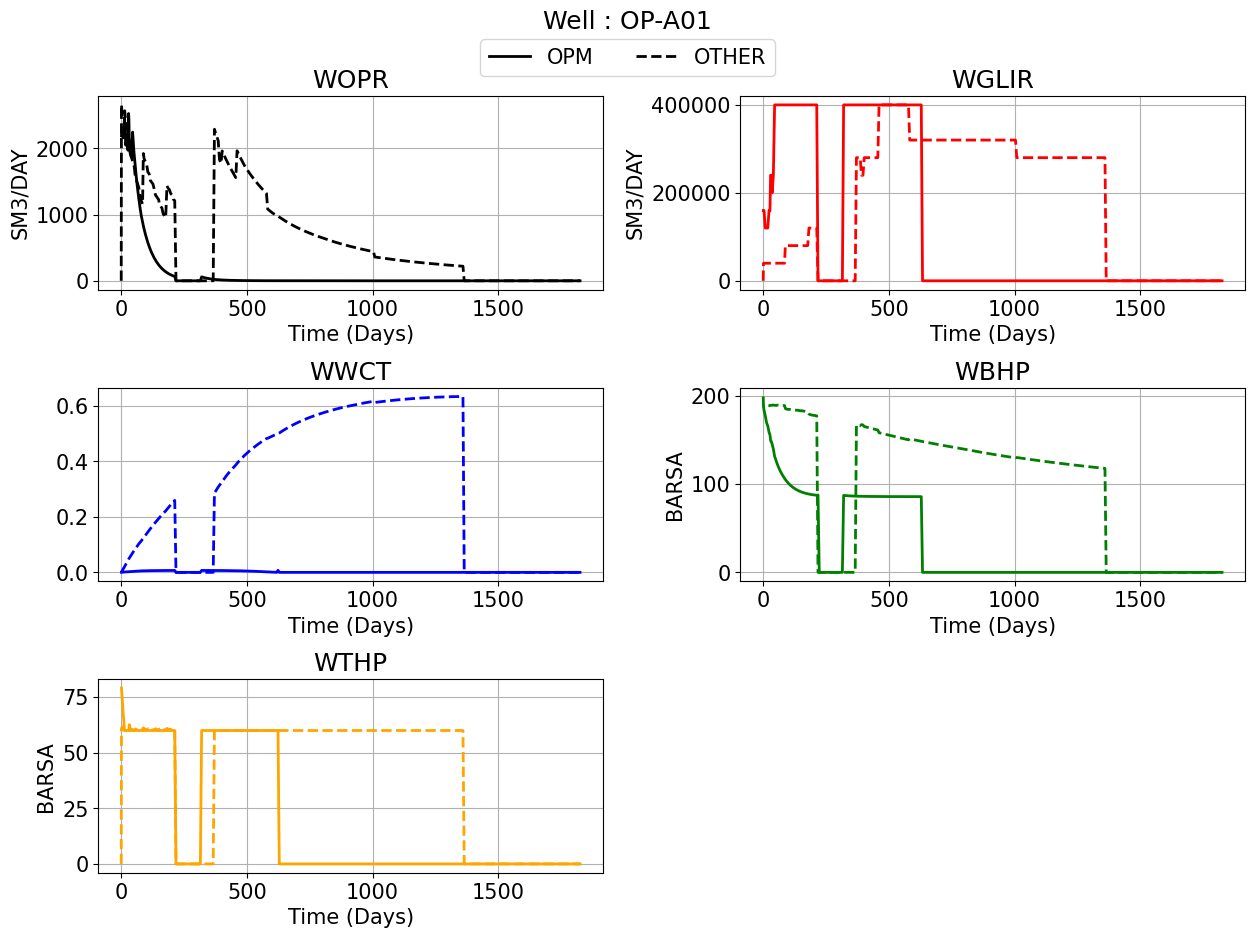 Well : OP-A01
OPM OTHER
WOPR
SM3/DAY
2000
1000
0
0 500 1000 1500
Time (Days)
WGLIR
SM3/DAY
400000
200000
0
0 500 1000 1500
Time (Days)
WWCT
0.6
0.4
0.2
0.0
0 500 1000 1500
Time (Days)
WBHP
BARSA
200
100
0
0 500 1000 1500
Time (Days)
WTHP
BARSA
75
50
25
0
0 500 1000 1500
Time (Days)